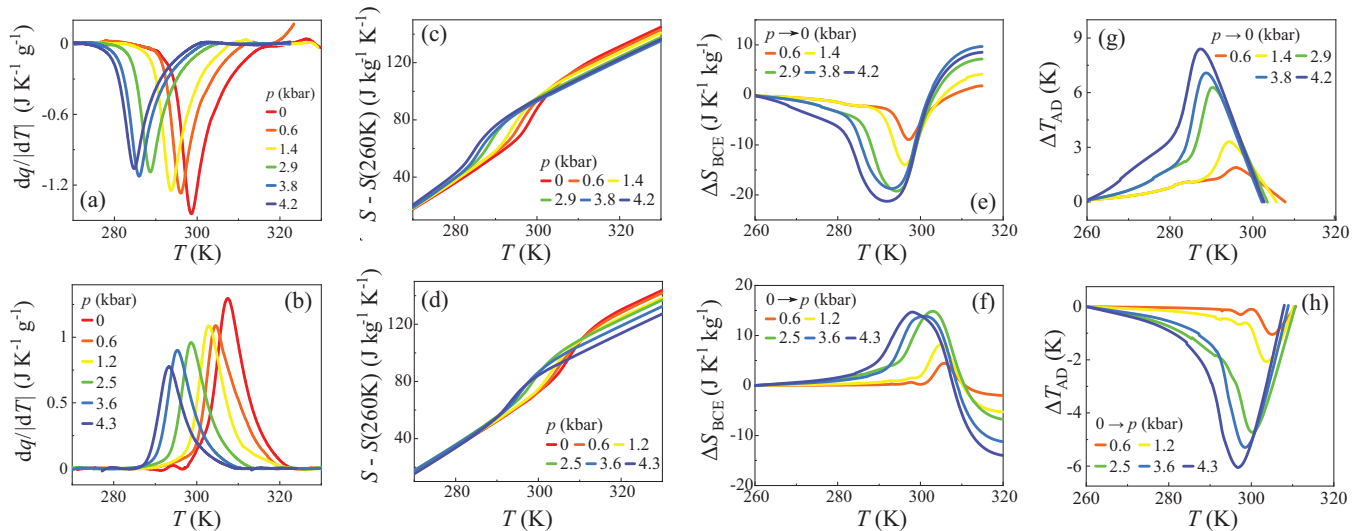 (a)
dq/|dT| (J K⁻¹ g⁻¹)
0
-0.6
-1.2
p (kbar)
0
0.6
1.4
2.9
3.8
4.2
280
300
320
T (K)
(c)
S - S(260K) (J kg⁻¹ K⁻¹)
120
80
40
p (kbar)
0 0.6 1.4
2.9 3.8 4.2
280
300
320
T (K)
(e)
ΔS_BCE (J K⁻¹ kg⁻¹)
10
0
-10
-20
p → 0 (kbar)
0.6 1.4
2.9 3.8 4.2
260
280
300
320
T (K)
(g)
ΔT_AD (K)
9
6
3
0
p → 0 (kbar)
0.6 1.4 2.9
3.8 4.2
260
280
300
320
T (K)
(b)
dq/|dT| (J K⁻¹ g⁻¹)
1
0.5
0
p (kbar)
0
0.6
1.2
2.5
3.6
4.3
280
300
320
T (K)
(d)
S - S(260K) (J kg⁻¹ K⁻¹)
120
80
40
p (kbar)
0 0.6 1.2
2.5 3.6 4.3
280
300
320
T (K)
(f)
ΔS_BCE (J K⁻¹ kg⁻¹)
20
10
0
-10
-20
0→p (kbar)
0.6 1.2
2.5 3.6 4.3
260
280
300
320
T (K)
(h)
ΔT_AD (K)
0
-2
-4
-6
0→p (kbar)
0.6 1.2
2.5 3.6 4.3
260
280
300
320
T (K)